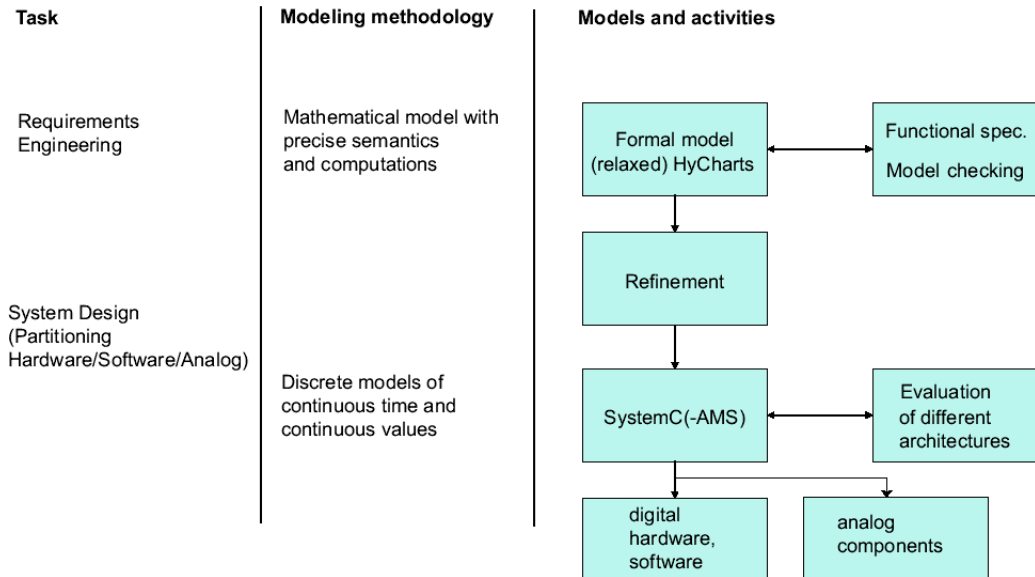 Task
Modeling methodology
Models and activities
Requirements
Engineering
Mathematical model with
precise semantics
and computations
Formal model
(relaxed) HyCharts
Functional spec.
Model checking
Refinement
System Design
(Partitioning
Hardware/Software/Analog)
Discrete models of
continuous time and
continuous values
SystemC(-AMS)
Evaluation
of different
architectures
digital
hardware,
software
analog
components